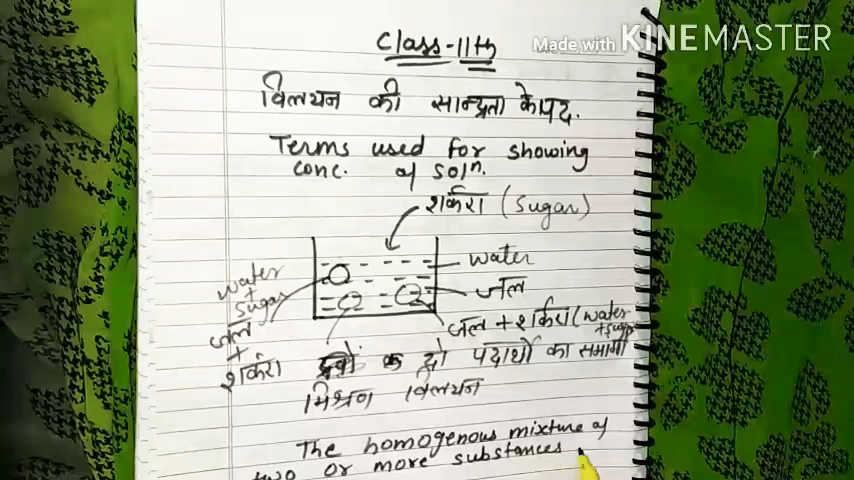 Made with KINEMASTER
Class-11th
विलयन की सान्द्रता के पद.
Terms used for showing
conc. of solⁿ.
शर्करा (Sugar)
water
जल
water
+
sugar
जल
+
शर्करा
जल + शर्करा (water
+ sugar
दो पदार्थो का समांगी
मिश्रण विलयन
The homogenous mixture of
two or more substances